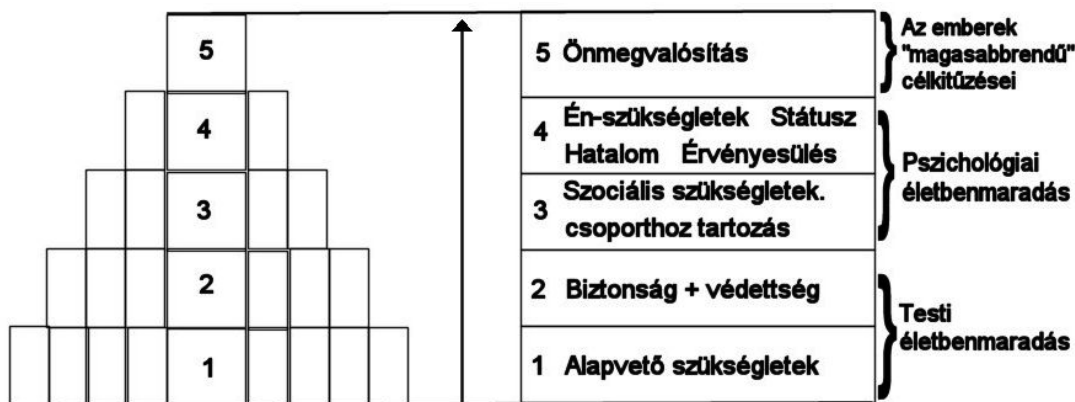 5
4
3
2
1
5 Önmegvalósítás
4 Én-szükségletek Státusz
Hatalom Érvényesülés
3 Szociális szükségletek.
csoporthoz tartozás
2 Biztonság + védettség
1 Alapvető szükségletek
Az emberek
"magasabbrendű"
célkitűzései
Pszichológiai
életbenmaradás
Testi
életbenmaradás